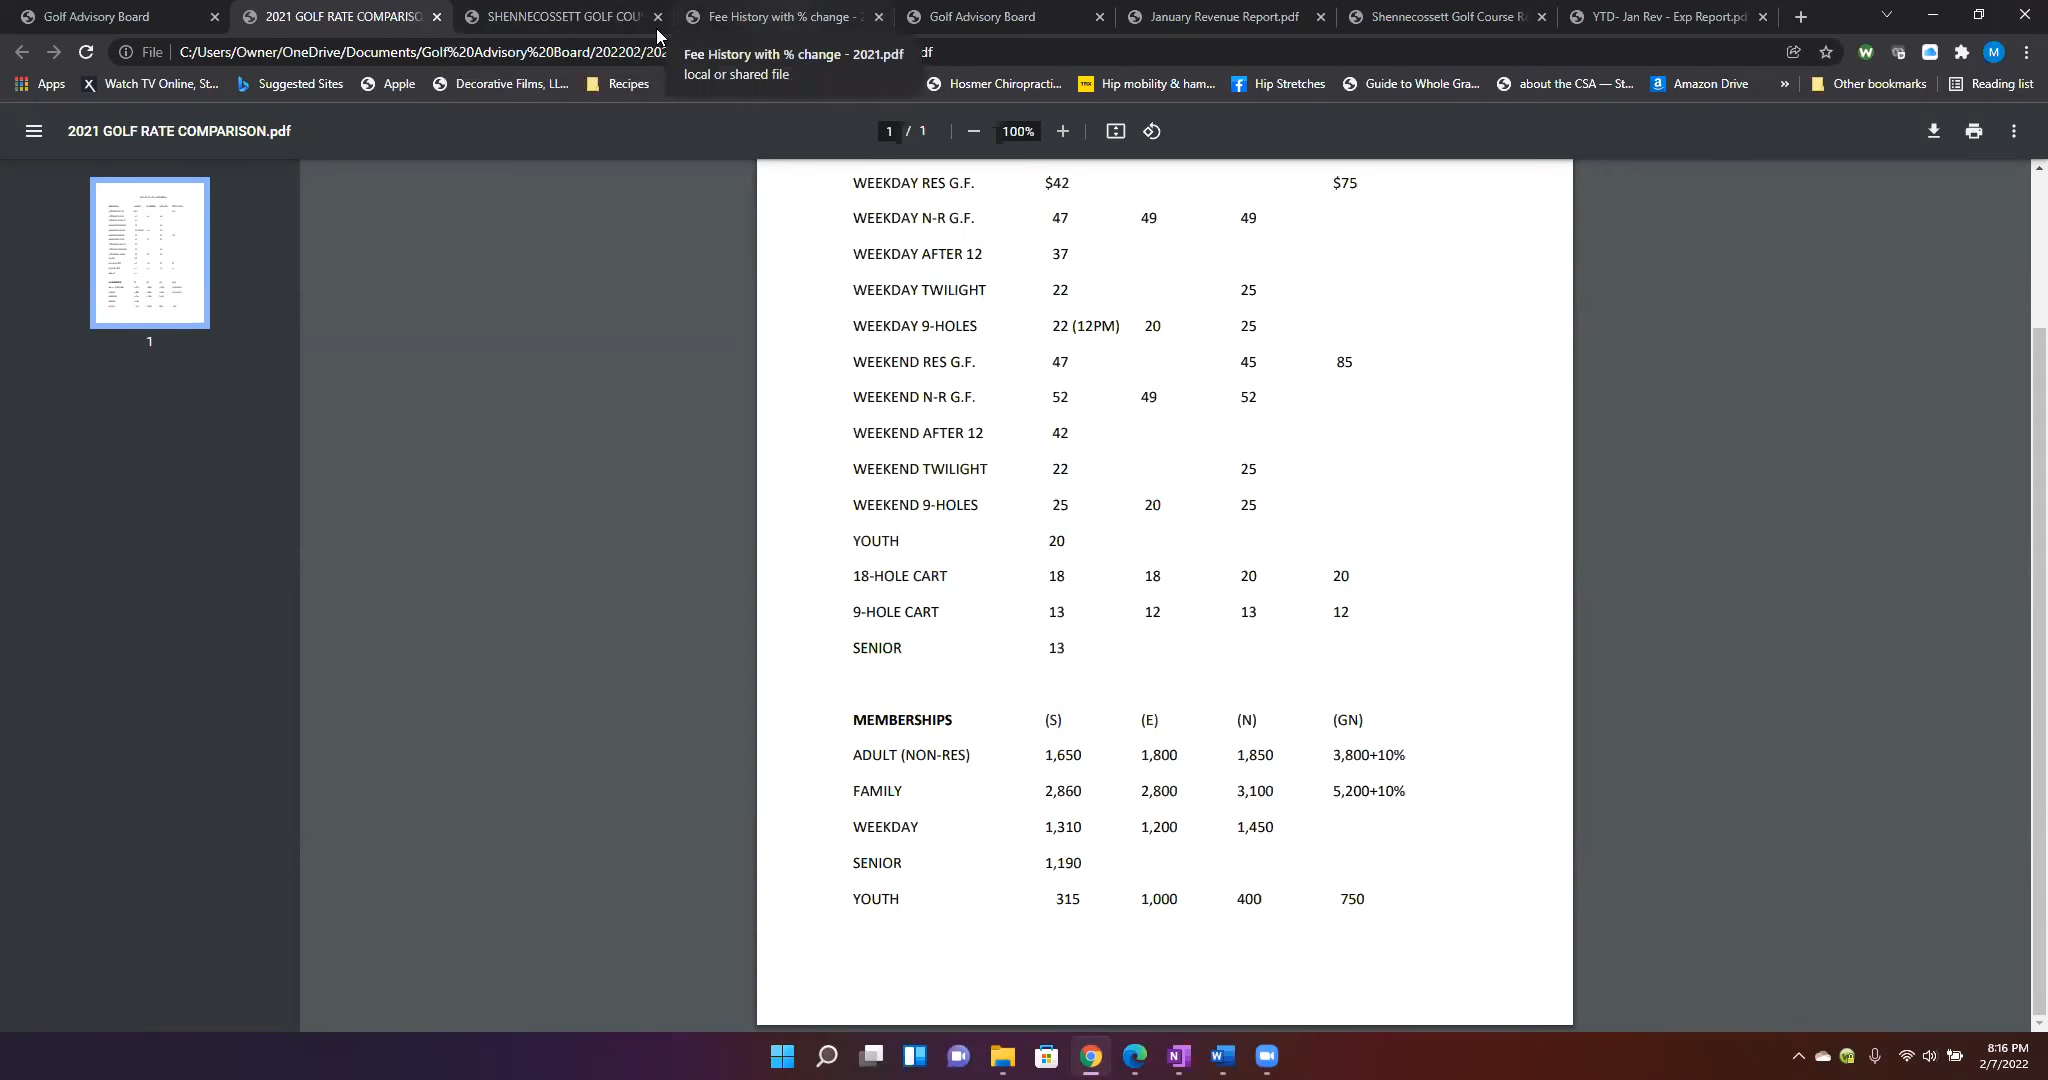 Golf Advisory Board
2021 GOLF RATE COMPARISO
SHENNECOSSETT GOLF COU
Fee History with % change - 2
Golf Advisory Board
January Revenue Report.pdf
Shennecossett Golf Course R
YTD- Jan Rev - Exp Report.pd
File C:/Users/Owner/OneDrive/Documents/Golf%20Advisory%20Board/202202/202 df
Fee History with % change - 2021.pdf
local or shared file
Apps Watch TV Online, St... Suggested Sites Apple Decorative Films, LL... Recipes Hosmer Chiropracti... Hip mobility & ham... Hip Stretches Guide to Whole Gra... about the CSA — St... Amazon Drive » Other bookmarks Reading list
2021 GOLF RATE COMPARISON.pdf 1 / 1 — 100% +
WEEKDAY RES G.F. $42 $75
WEEKDAY N-R G.F. 47 49 49
WEEKDAY AFTER 12 37
WEEKDAY TWILIGHT 22 25
WEEKDAY 9-HOLES 22 (12PM) 20 25
WEEKEND RES G.F. 47 45 85
WEEKEND N-R G.F. 52 49 52
WEEKEND AFTER 12 42
WEEKEND TWILIGHT 22 25
WEEKEND 9-HOLES 25 20 25
YOUTH 20
18-HOLE CART 18 18 20 20
9-HOLE CART 13 12 13 12
SENIOR 13
MEMBERSHIPS (S) (E) (N) (GN)
ADULT (NON-RES) 1,650 1,800 1,850 3,800+10%
FAMILY 2,860 2,800 3,100 5,200+10%
WEEKDAY 1,310 1,200 1,450
SENIOR 1,190
YOUTH 315 1,000 400 750
1
8:16 PM
2/7/2022